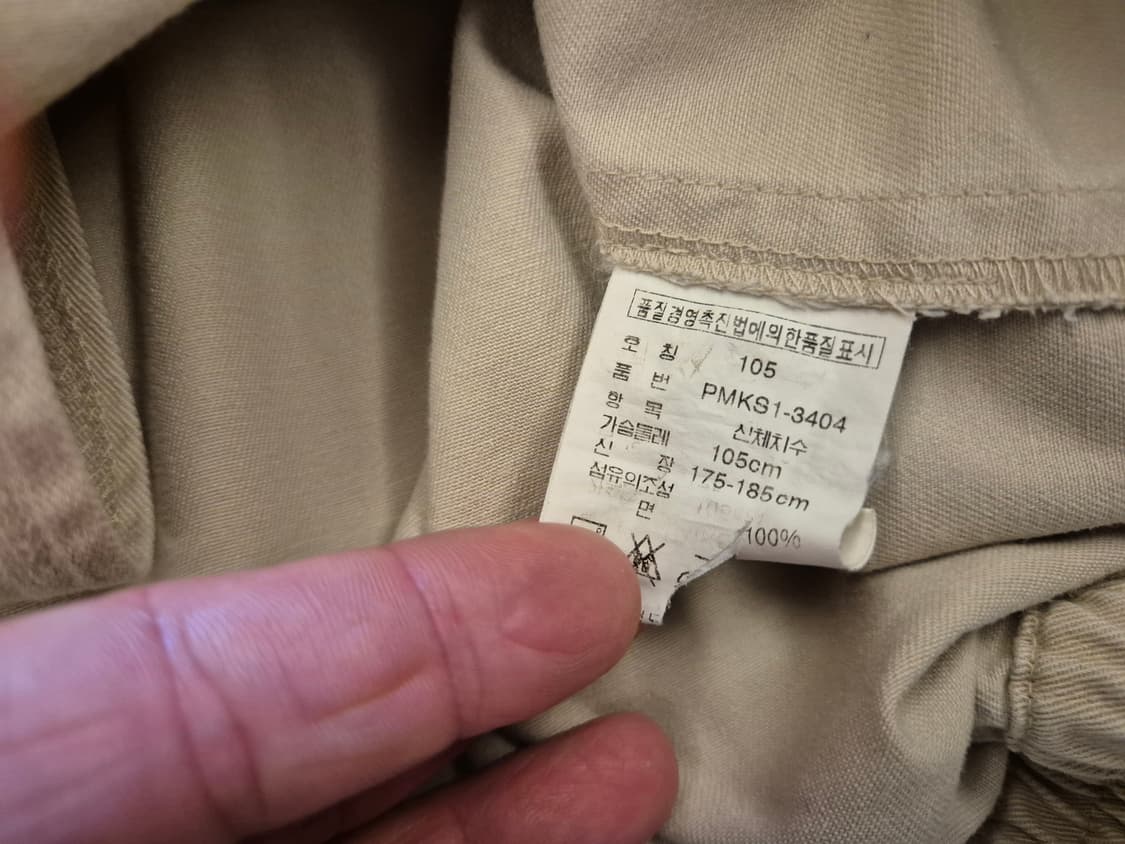 품질경영촉진법에의한품질표시
호 칭 105
품 번 PMKS1-3404
항 목 신체치수
가슴둘레 105cm
신 장 175-185cm
섬유의조성
면 100%